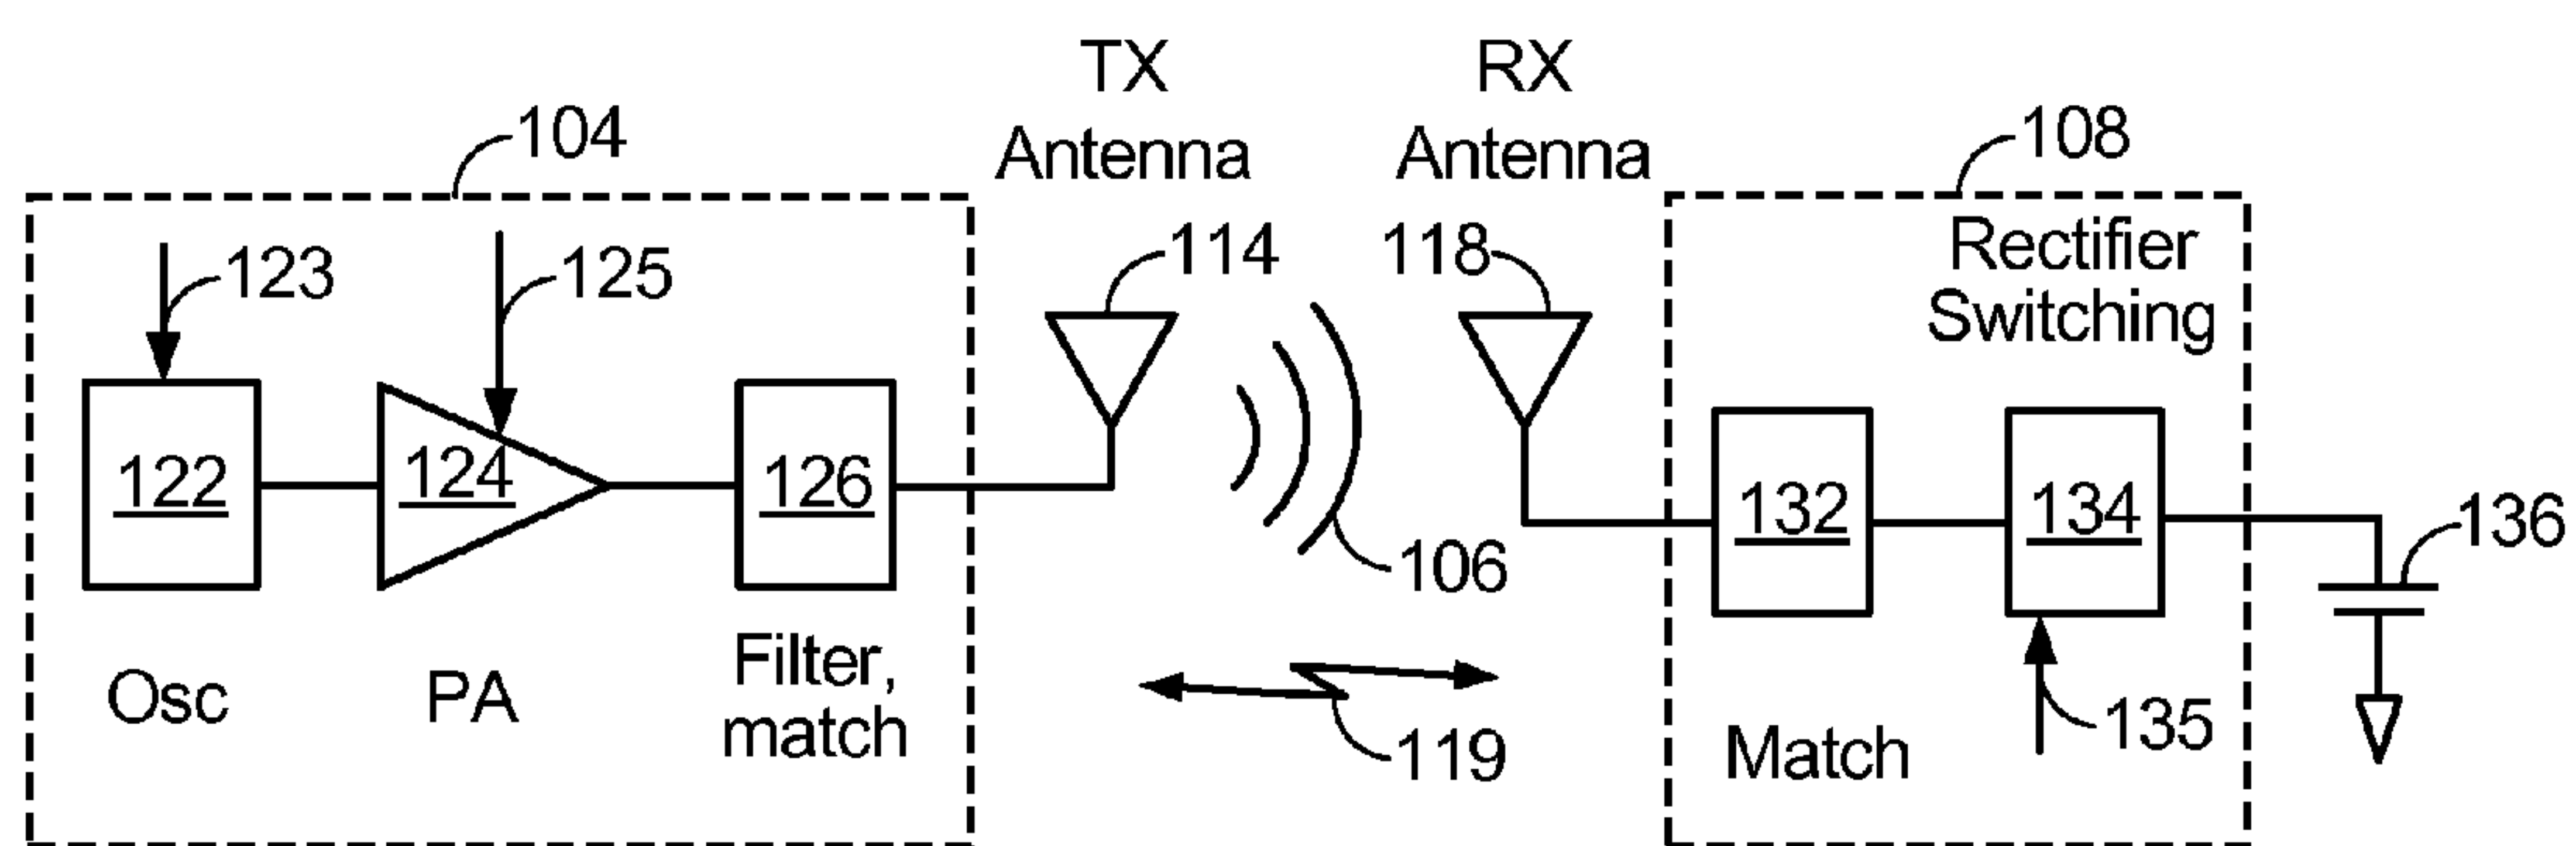 TX
Antenna
RX
Antenna
104
108
Rectifier
Switching
123
125
114
118
122
124
126
132
134
136
106
Osc
PA
Filter,
match
119
Match
135